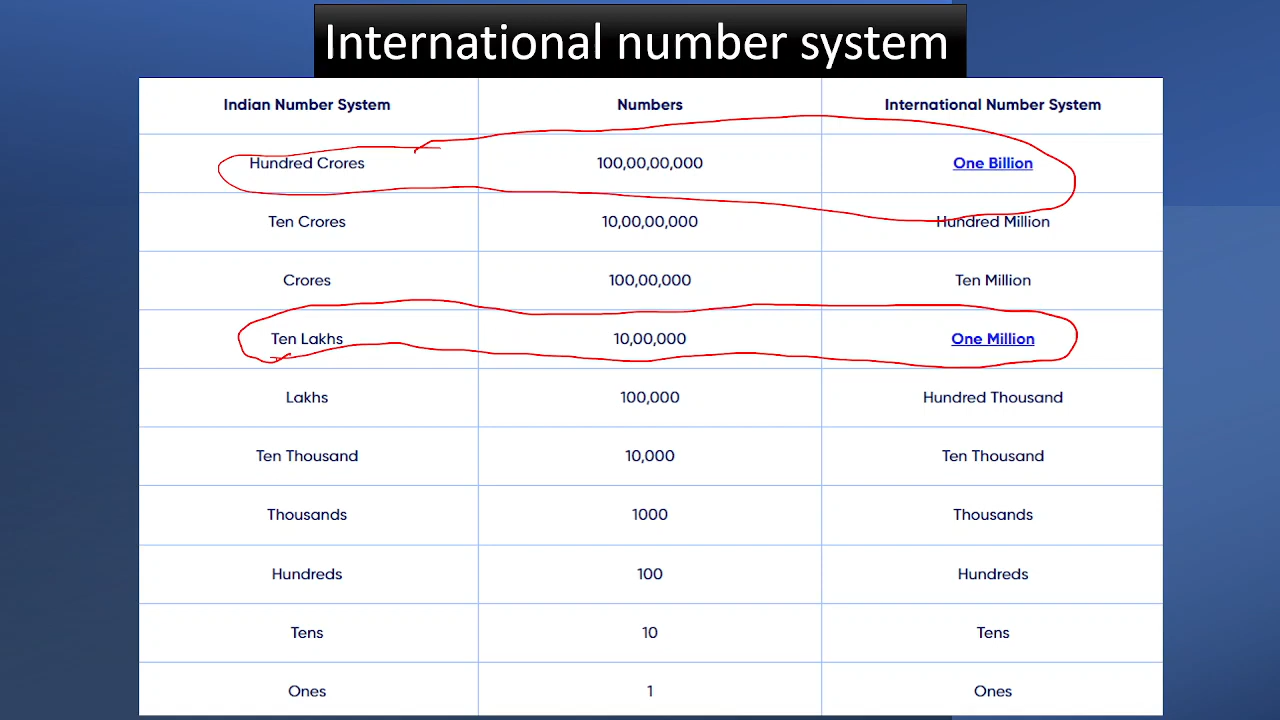 International number system
Indian Number System Numbers International Number System
Hundred Crores 100,00,00,000 One Billion
Ten Crores 10,00,00,000 Hundred Million
Crores 100,00,000 Ten Million
Ten Lakhs 10,00,000 One Million
Lakhs 100,000 Hundred Thousand
Ten Thousand 10,000 Ten Thousand
Thousands 1000 Thousands
Hundreds 100 Hundreds
Tens 10 Tens
Ones 1 Ones